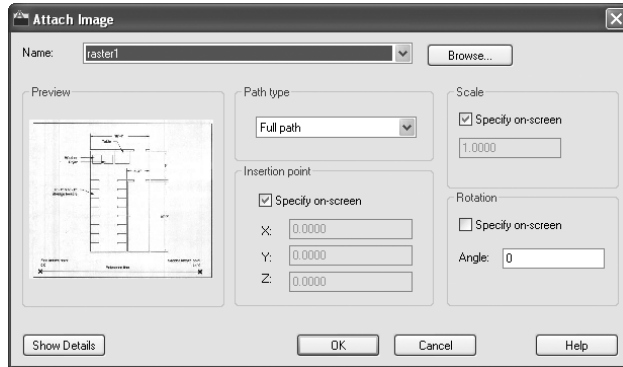 Attach Image
Name: raster1 Browse...
Preview
Path type
Full path
Scale
Specify on-screen
1.0000
Insertion point
Specify on-screen
X: 0.0000
Y: 0.0000
Z: 0.0000
Rotation
Specify on-screen
Angle: 0
Show Details OK Cancel Help